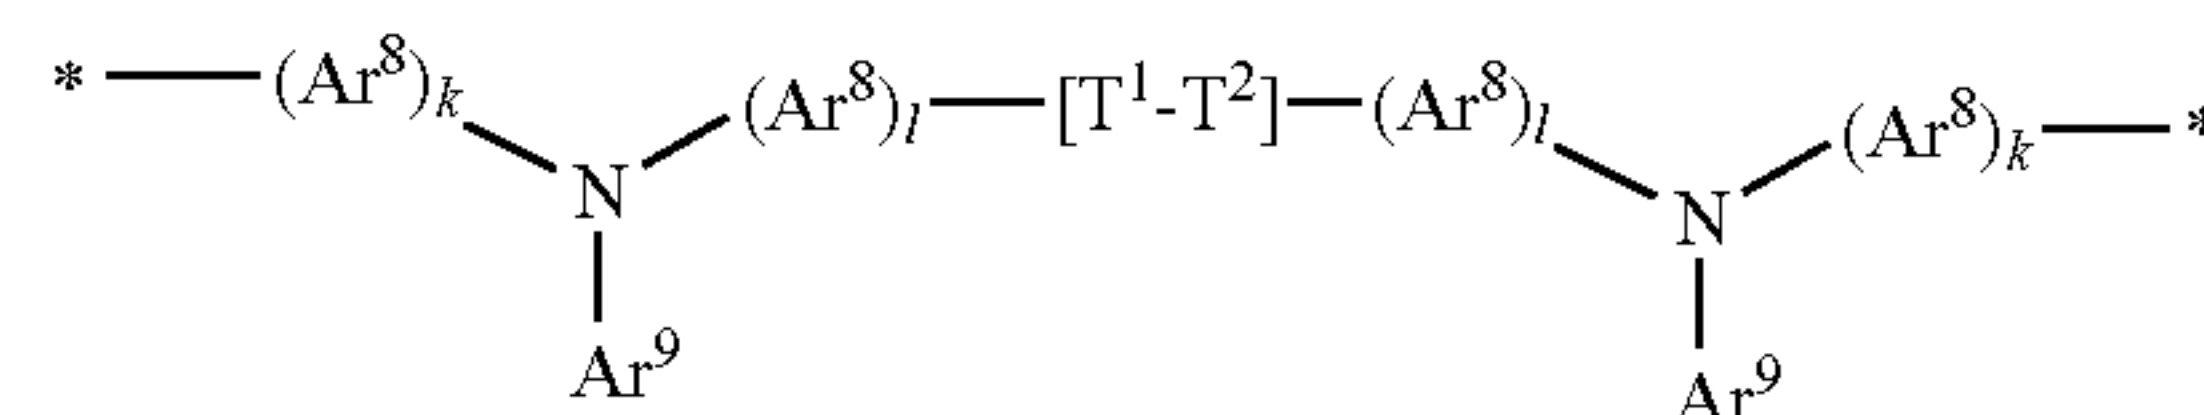 * (Ar⁸)ₖ N (Ar⁸)ₗ [T¹-T²] (Ar⁸)ₗ N (Ar⁸)ₖ *
Ar⁹ Ar⁹